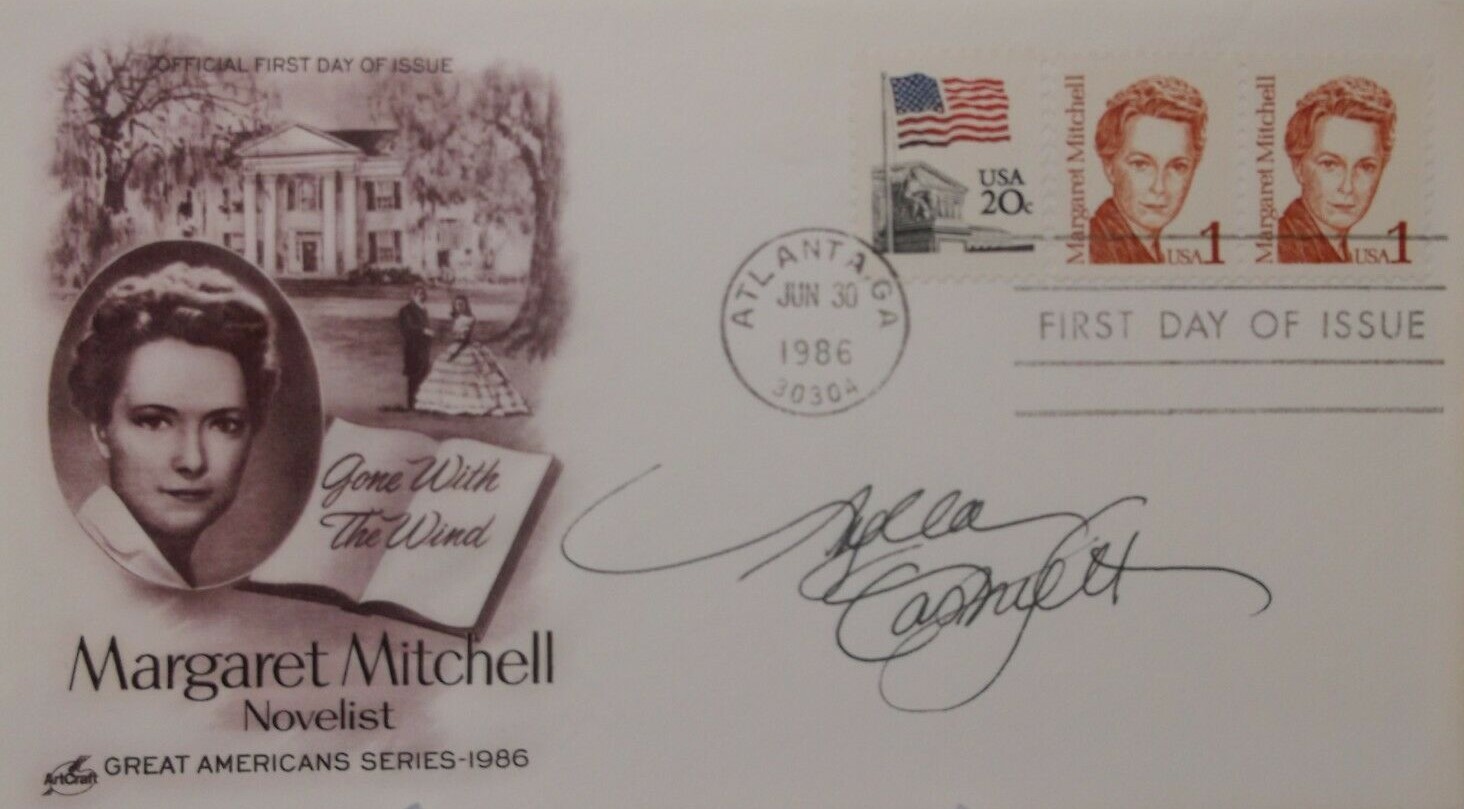 OFFICIAL FIRST DAY OF ISSUE
Gone With
The Wind
Margaret Mitchell
Novelist
ArtCraft
GREAT AMERICANS SERIES-1986
USA
20c
Margaret Mitchell
USA 1
Margaret Mitchell
USA 1
ATLANTA, GA
JUN 30
1986
30304
FIRST DAY OF ISSUE